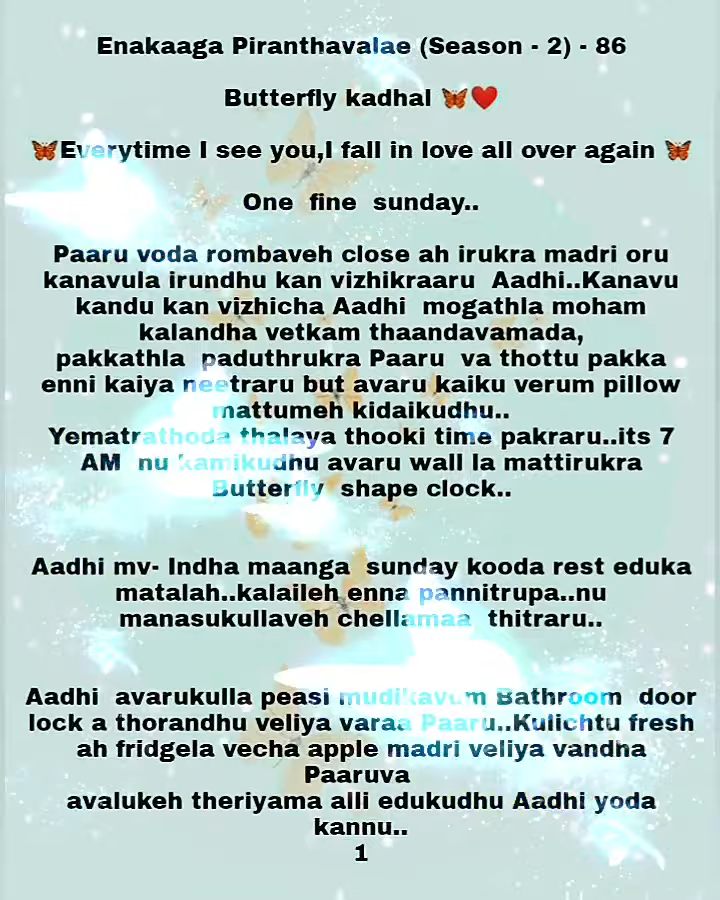 Enakaaga Piranthavalae (Season - 2) - 86
Butterfly kadhal 🦋❤️
🦋Everytime I see you,I fall in love all over again 🦋
One fine sunday..
Paaru voda rombaveh close ah irukra madri oru
kanavula irundhu kan vizhikraaru Aadhi..Kanavu
kandu kan vizhicha Aadhi mogathla moham
kalandha vetkam thaandavamada,
pakkathla paduthrukra Paaru va thottu pakka
enni kaiya neetraru but avaru kaiku verum pillow
mattumeh kidaikudhu..
Yematrathoda thalaya thooki time pakraru..its 7
AM nu kamikudhu avaru wall la mattirukra
Butterfly shape clock..
Aadhi mv- Indha maanga sunday kooda rest eduka
matalah..kalaileh enna pannitrupa..nu
manasukullaveh chellamaa thitraru..
Aadhi avarukulla peasi mudikavum Bathroom door
lock a thorandhu veliya varaa Paaru..Kulichtu fresh
ah fridgela vecha apple madri veliya vandha
Paaruva
avalukeh theriyama alli edukudhu Aadhi yoda
kannu..
1